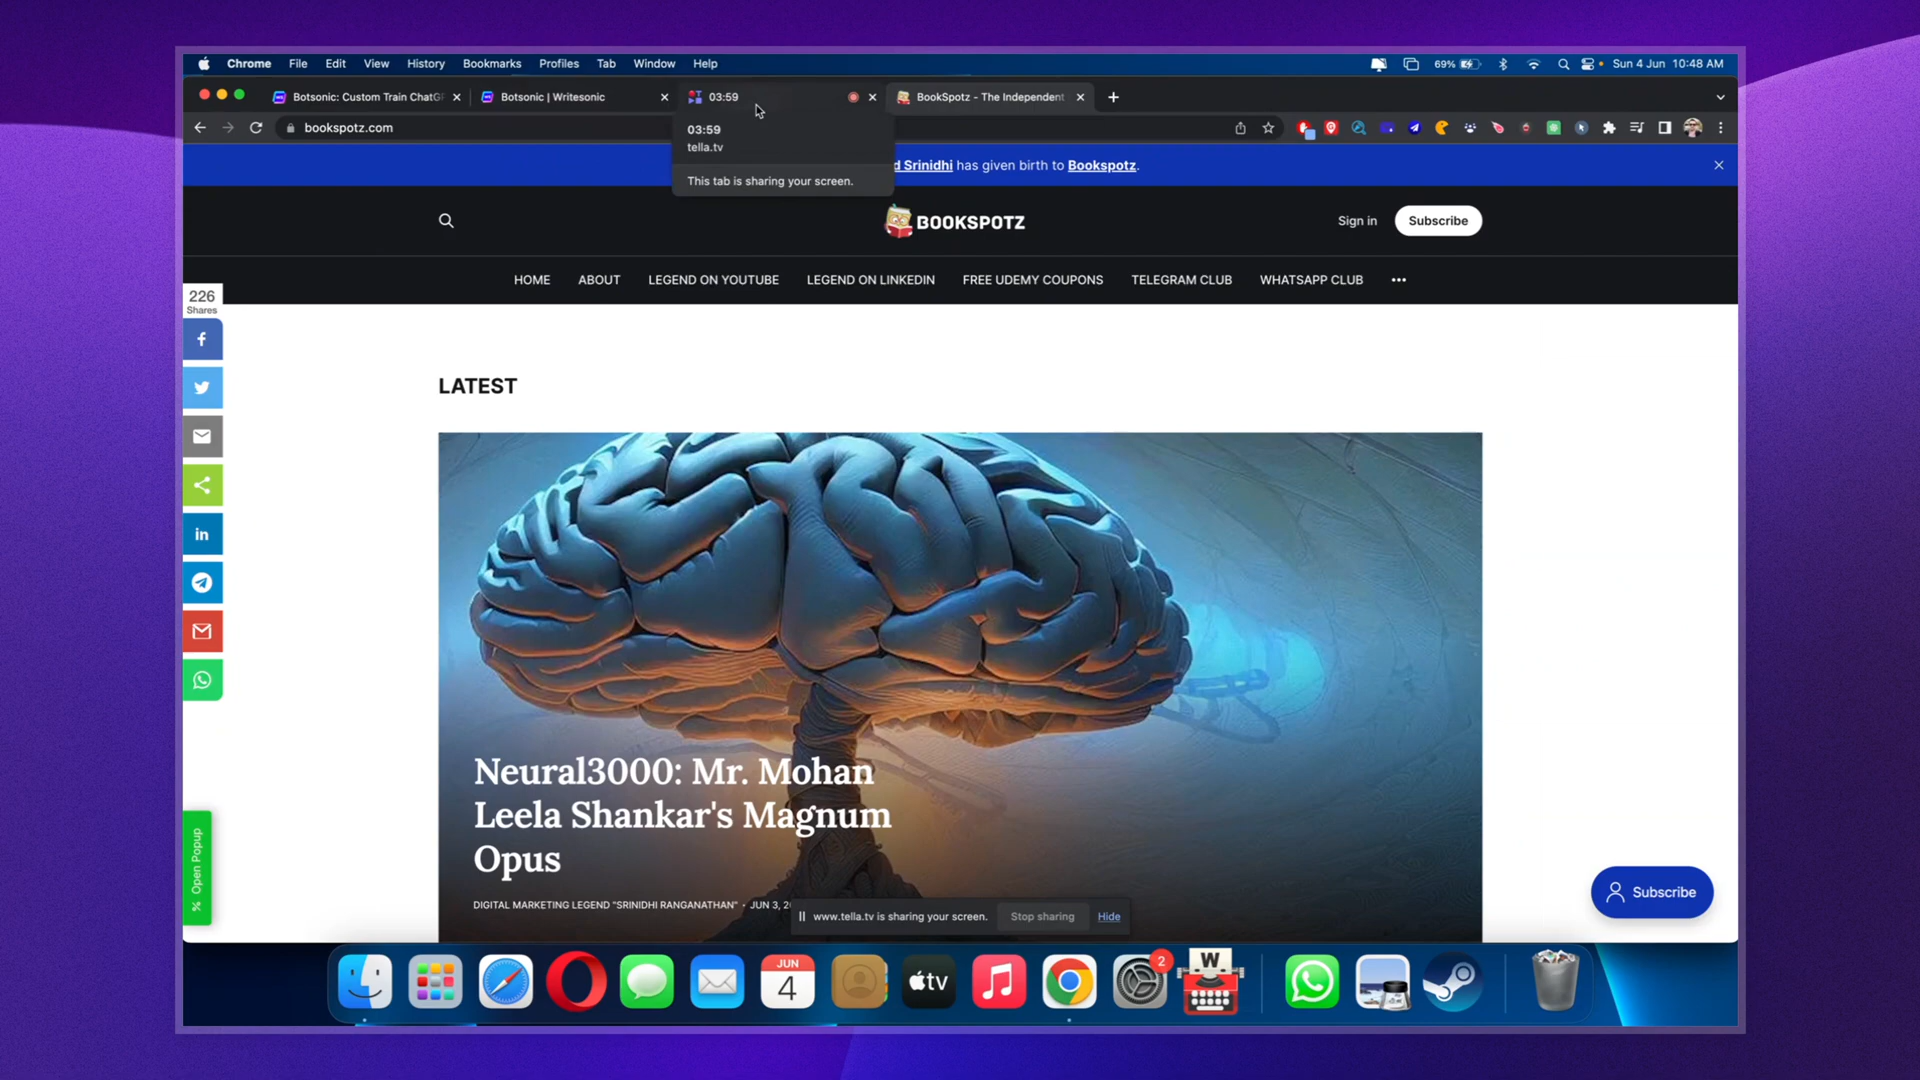 Chrome File Edit View History Bookmarks Profiles Tab Window Help 69% Sun 4 Jun 10:48 AM
Botsonic: Custom Train ChatGP Botsonic | Writesonic 03:59 BookSpotz - The Independent
bookspotz.com
03:59
tella.tv
This tab is sharing your screen.
d Srinidhi has given birth to Bookspotz.
BOOKSPOTZ
Sign in Subscribe
HOME ABOUT LEGEND ON YOUTUBE LEGEND ON LINKEDIN FREE UDEMY COUPONS TELEGRAM CLUB WHATSAPP CLUB
226
Shares
LATEST
Neural3000: Mr. Mohan
Leela Shankar's Magnum
Opus
DIGITAL MARKETING LEGEND "SRINIDHI RANGANATHAN" · JUN 3, 2
www.tella.tv is sharing your screen. Stop sharing Hide
% Open Popup
Subscribe
JUN
4
tv
2
W